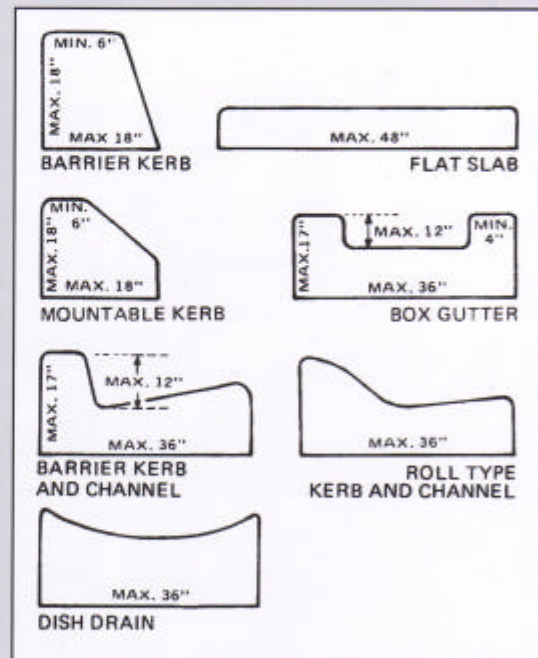 MIN. 6"
MAX. 18"
MAX 18"
BARRIER KERB
MAX. 48"
FLAT SLAB
MIN.
6"
MAX. 18"
MAX. 18"
MOUNTABLE KERB
MAX.17"
MAX. 12"
MIN.
4"
MAX. 36"
BOX GUTTER
MAX. 17"
MAX. 12"
MAX. 36"
BARRIER KERB
AND CHANNEL
MAX. 36"
ROLL TYPE
KERB AND CHANNEL
MAX. 36"
DISH DRAIN